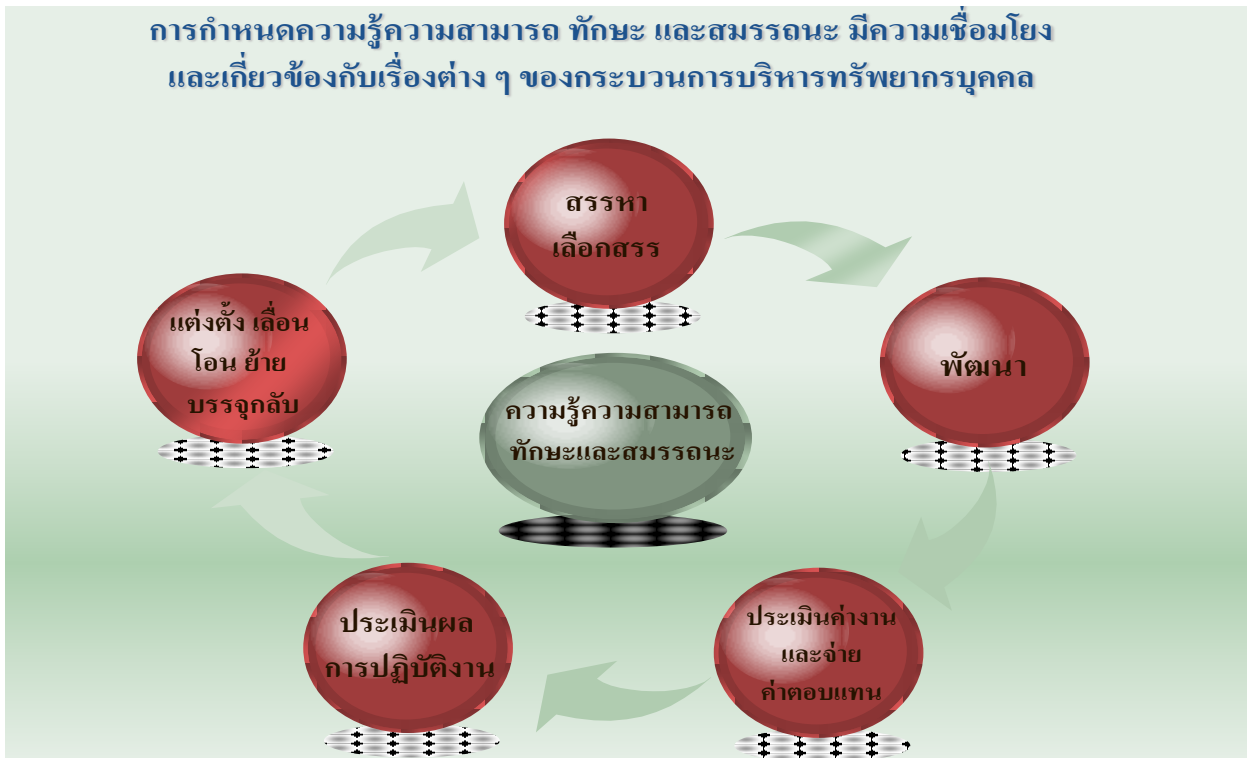 การกำหนดความรู้ความสามารถ ทักษะ และสมรรถนะ มีความเชื่อมโยง
และเกี่ยวข้องกับเรื่องต่าง ๆ ของกระบวนการบริหารทรัพยากรบุคคล
สรรหา
เลือกสรร
แต่งตั้ง เลื่อน
โอน ย้าย
บรรจุกลับ
พัฒนา
ความรู้ความสามารถ
ทักษะและสมรรถนะ
ประเมินผล
การปฏิบัติงาน
ประเมินค่างาน
และจ่าย
ค่าตอบแทน